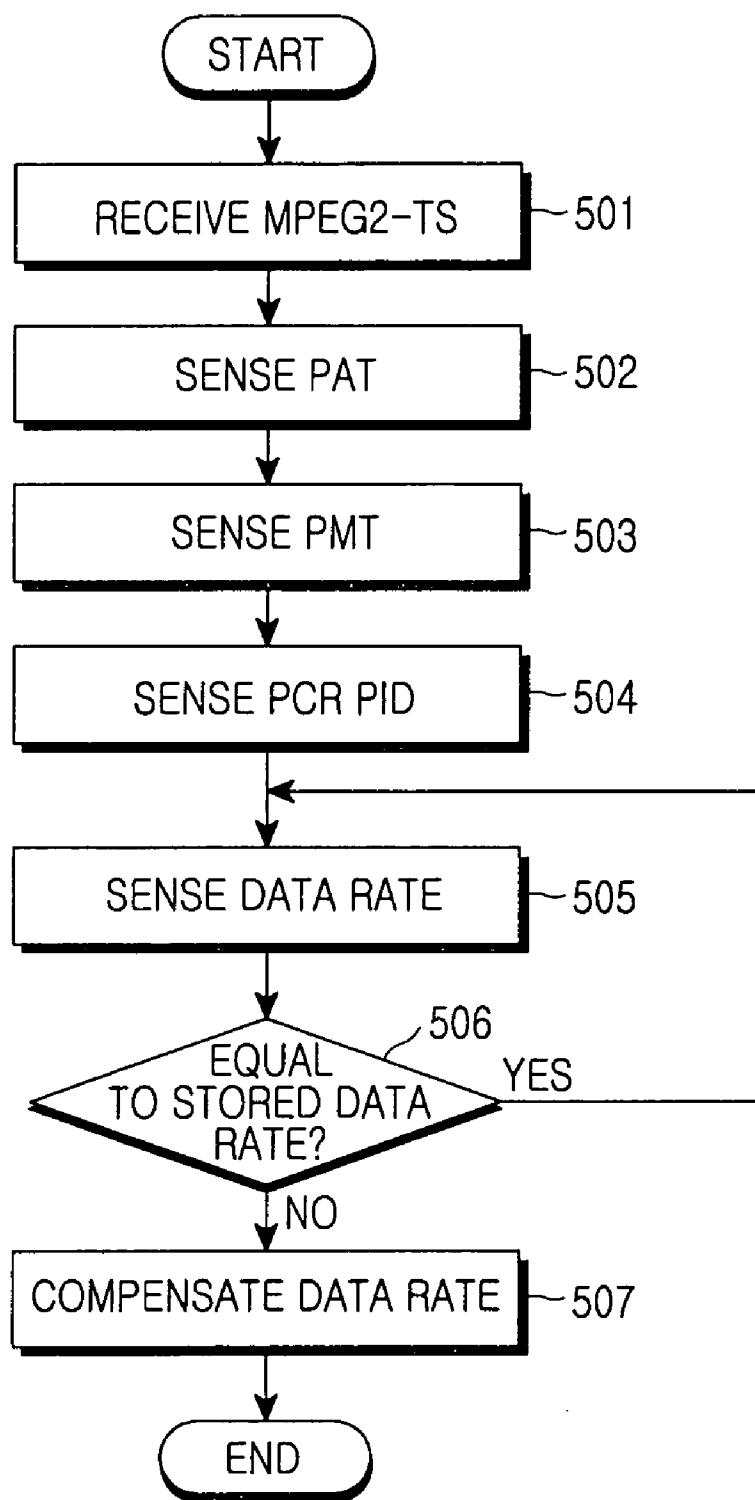 START
RECEIVE MPEG2-TS
501
SENSE PAT
502
SENSE PMT
503
SENSE PCR PID
504
SENSE DATA RATE
505
506
EQUAL
TO STORED DATA
RATE?
YES
NO
COMPENSATE DATA RATE
507
END